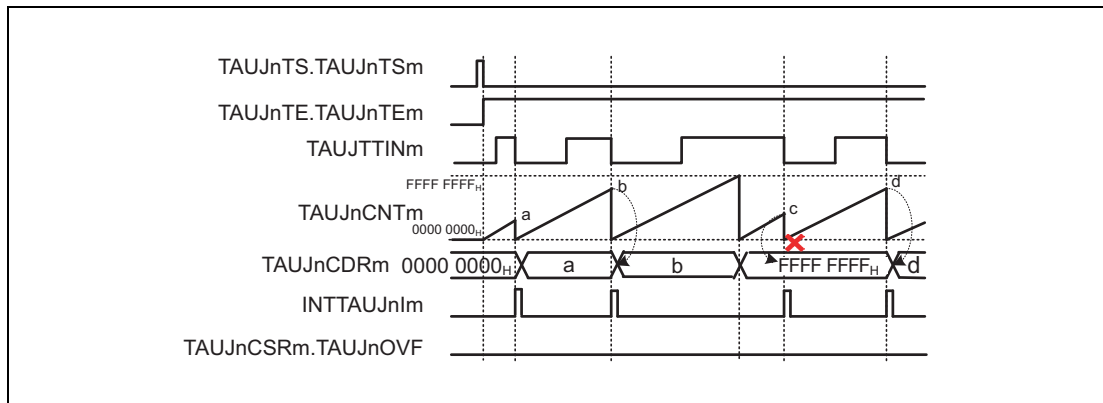 TAUJnTS.TAUJnTSm
TAUJnTE.TAUJnTEm
TAUJTTINm
FFFF FFFFH
TAUJnCNTm
0000 0000H
a
b
c
d
TAUJnCDRm 0000 0000H a b FFFF FFFFH d
INTTAUJnIm
TAUJnCSRm.TAUJnOVF